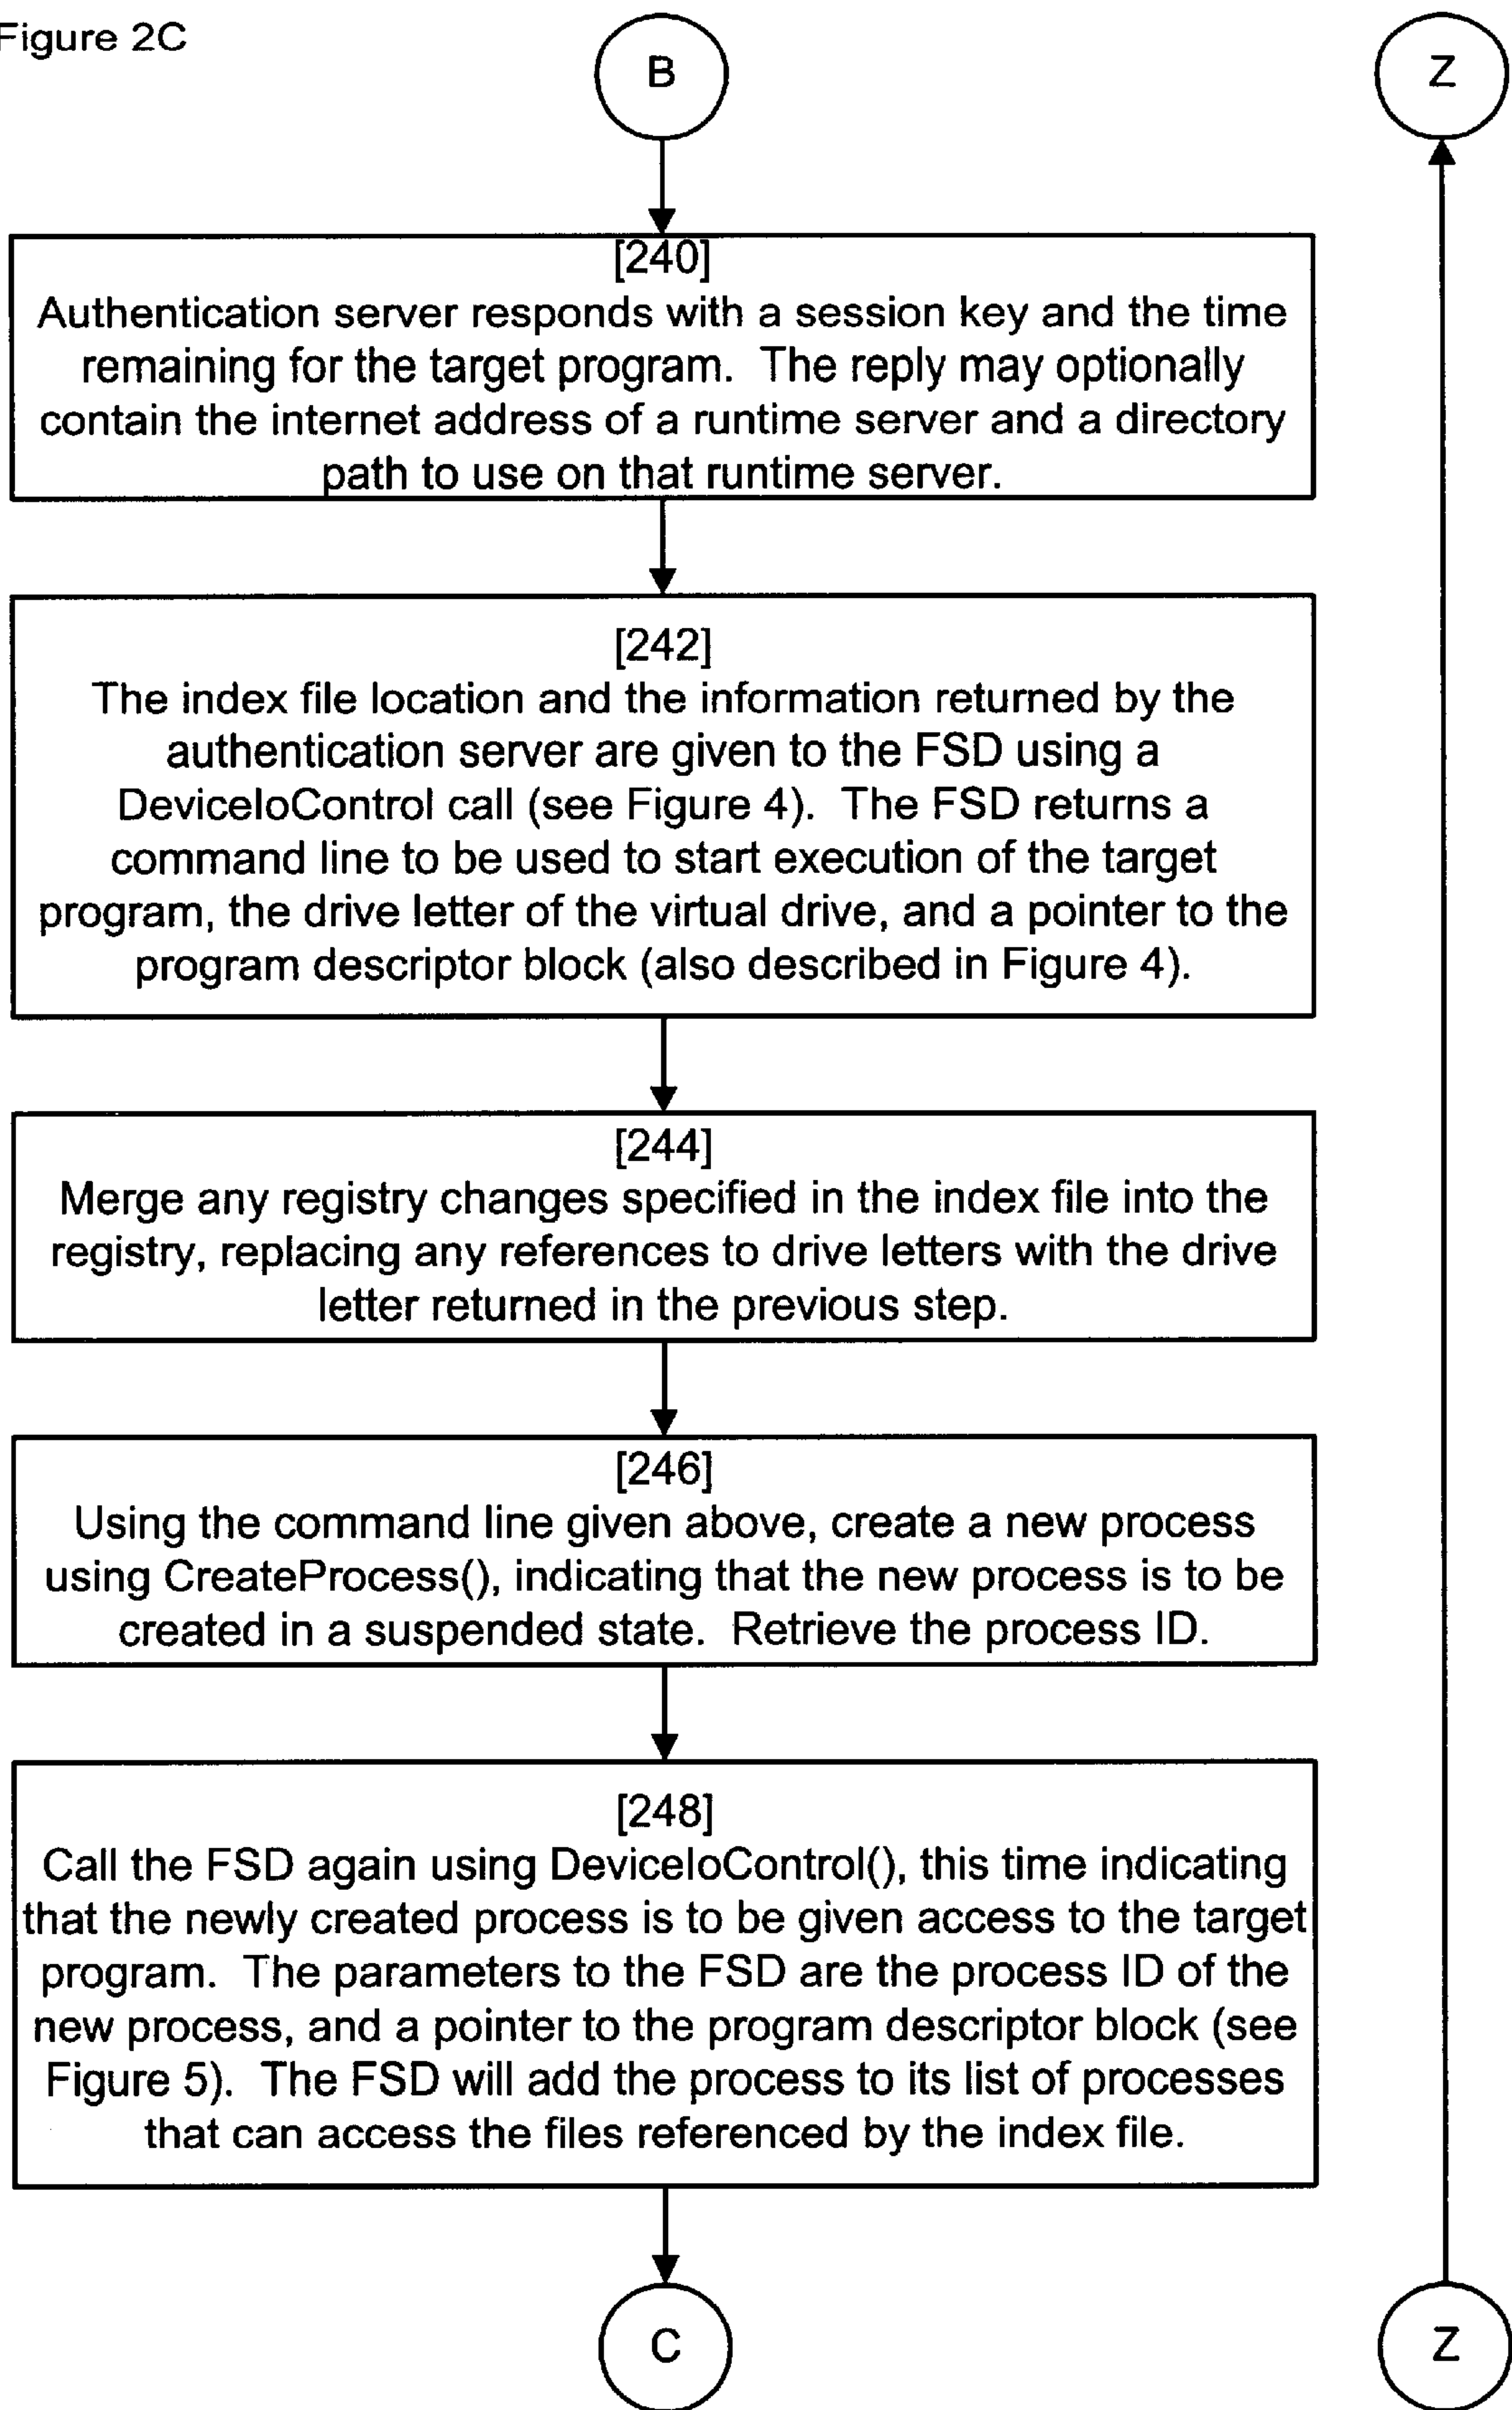 Figure 2C
B
Z
[240]
Authentication server responds with a session key and the time
remaining for the target program. The reply may optionally
contain the internet address of a runtime server and a directory
path to use on that runtime server.
[242]
The index file location and the information returned by the
authentication server are given to the FSD using a
DeviceIoControl call (see Figure 4). The FSD returns a
command line to be used to start execution of the target
program, the drive letter of the virtual drive, and a pointer to the
program descriptor block (also described in Figure 4).
[244]
Merge any registry changes specified in the index file into the
registry, replacing any references to drive letters with the drive
letter returned in the previous step.
[246]
Using the command line given above, create a new process
using CreateProcess(), indicating that the new process is to be
created in a suspended state. Retrieve the process ID.
[248]
Call the FSD again using DeviceIoControl(), this time indicating
that the newly created process is to be given access to the target
program. The parameters to the FSD are the process ID of the
new process, and a pointer to the program descriptor block (see
Figure 5). The FSD will add the process to its list of processes
that can access the files referenced by the index file.
C
Z